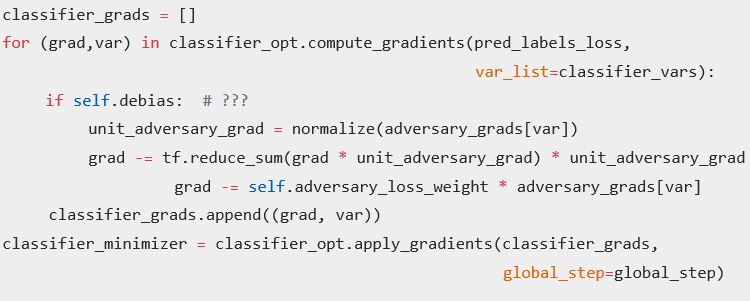 classifier_grads = []
for (grad,var) in classifier_opt.compute_gradients(pred_labels_loss,
var_list=classifier_vars):
if self.debias:  # ???
unit_adversary_grad = normalize(adversary_grads[var])
grad -= tf.reduce_sum(grad * unit_adversary_grad) * unit_adversary_grad
grad -= self.adversary_loss_weight * adversary_grads[var]
classifier_grads.append((grad, var))
classifier_minimizer = classifier_opt.apply_gradients(classifier_grads,
global_step=global_step)